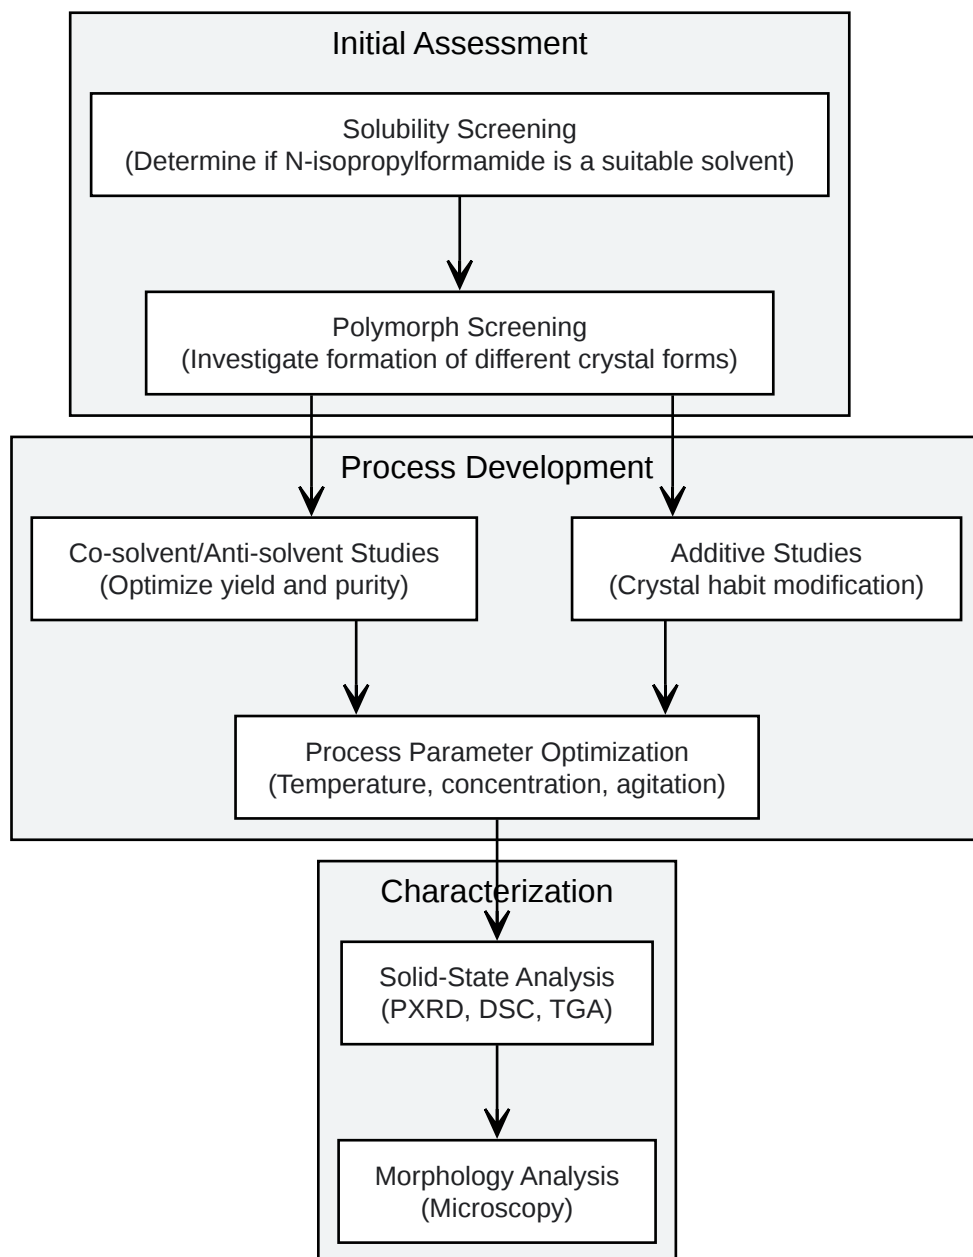 Initial Assessment
Solubility Screening
(Determine if N-isopropylformamide is a suitable solvent)
Polymorph Screening
(Investigate formation of different crystal forms)
Process Development
Co-solvent/Anti-solvent Studies
(Optimize yield and purity)
Additive Studies
(Crystal habit modification)
Process Parameter Optimization
(Temperature, concentration, agitation)
Characterization
Solid-State Analysis
(PXRD, DSC, TGA)
Morphology Analysis
(Microscopy)